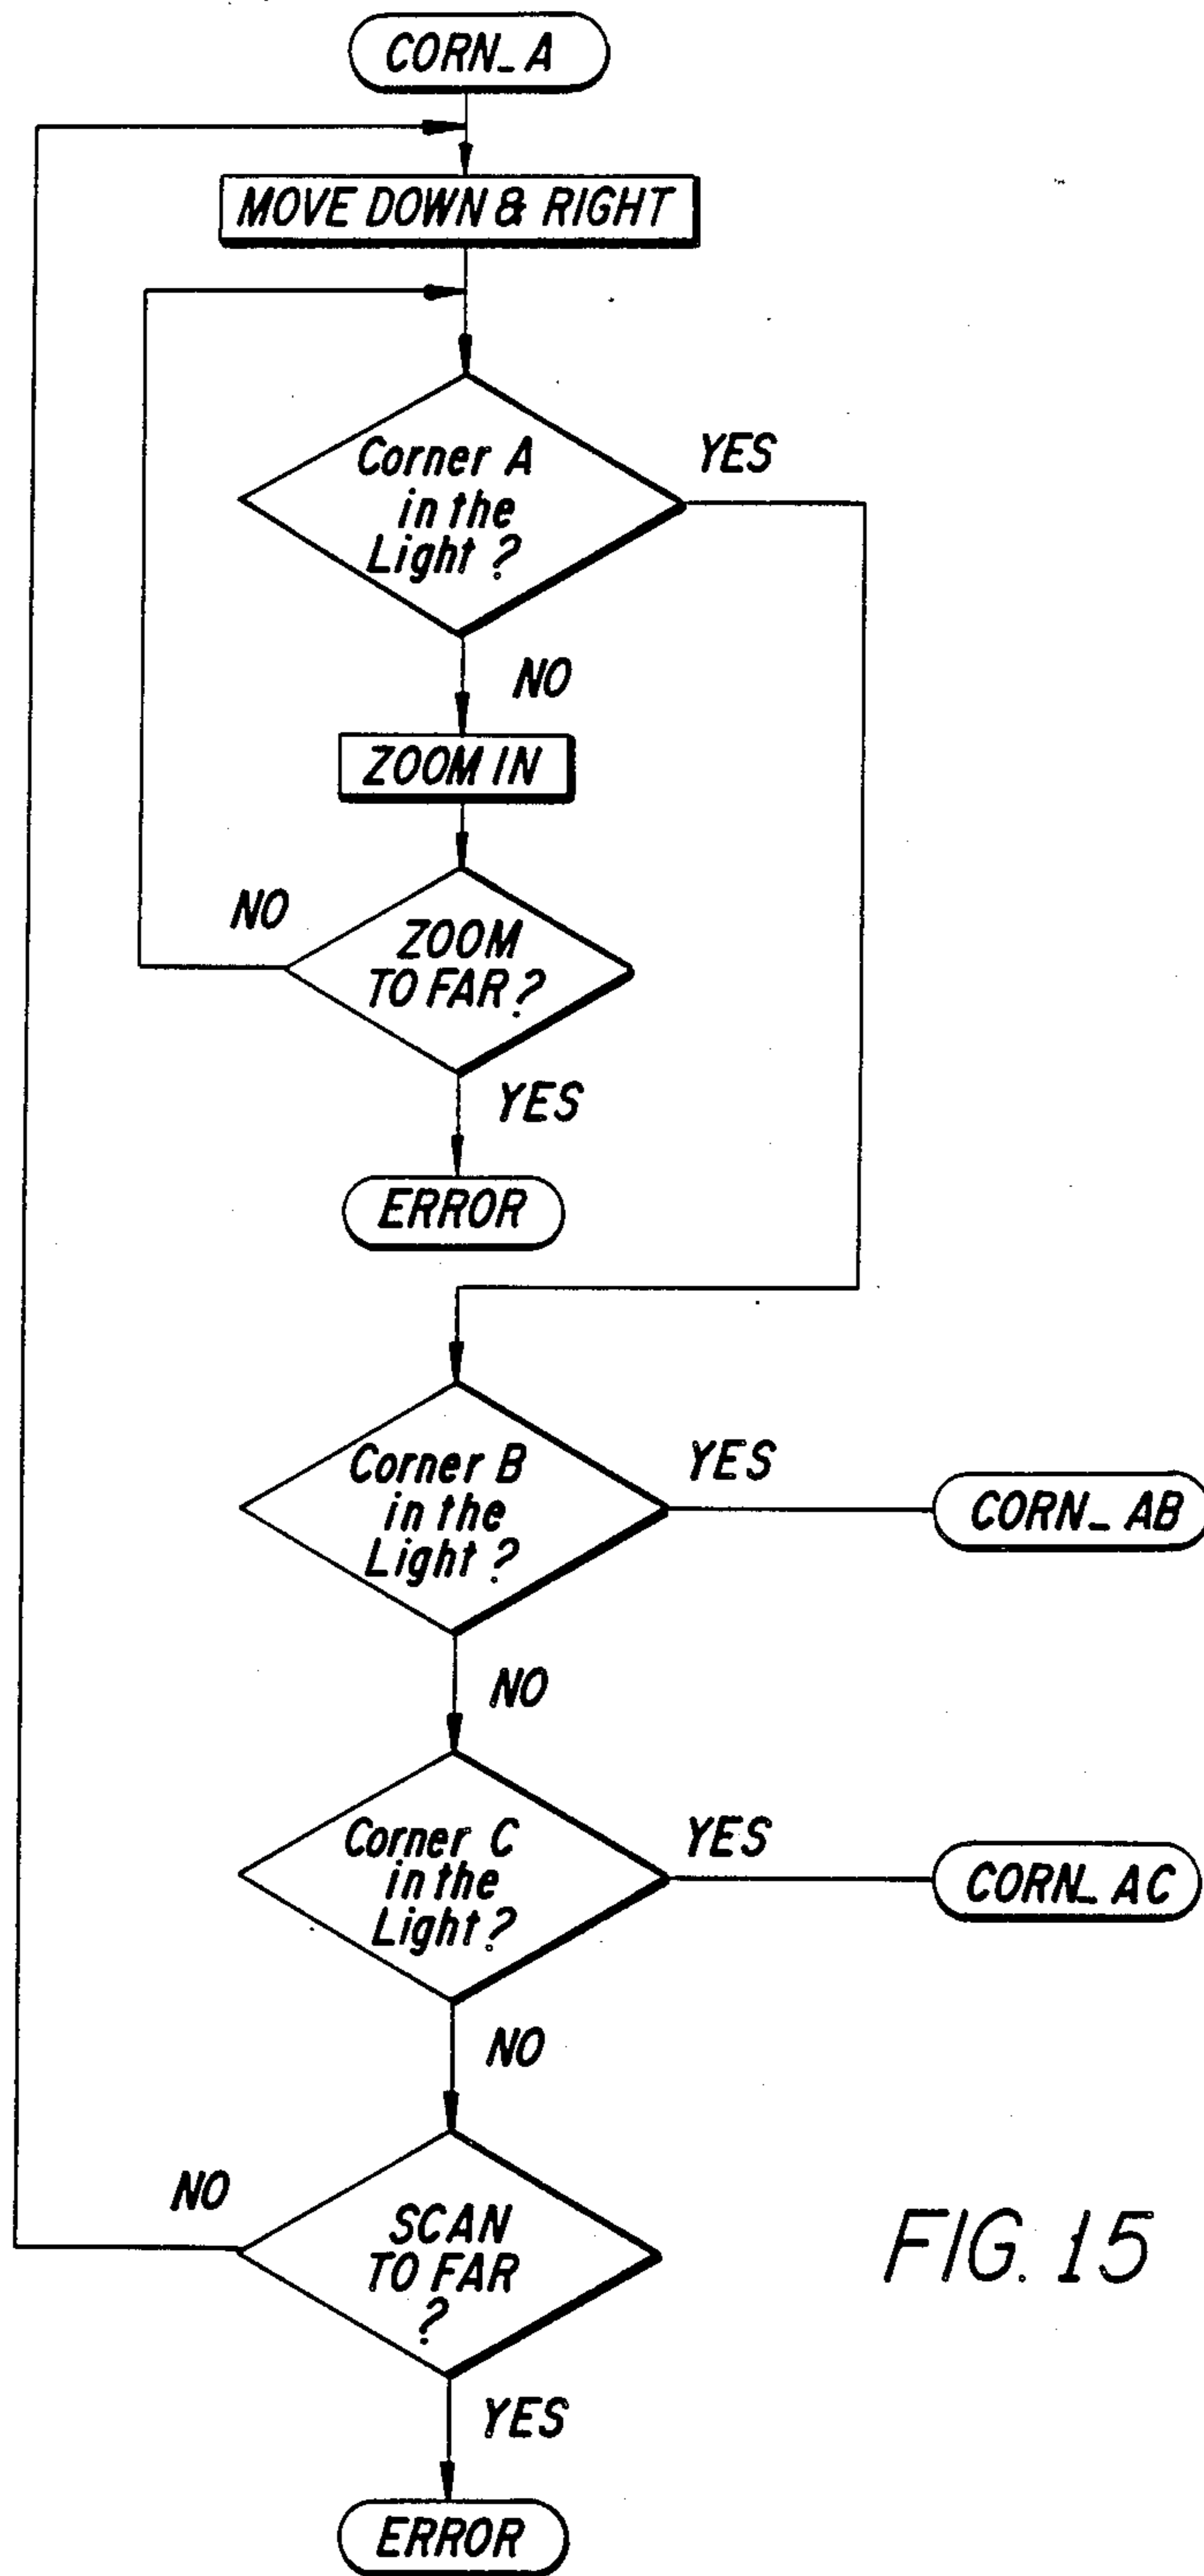 CORN_A
MOVE DOWN & RIGHT
Corner A
in the
Light ?
YES
NO
ZOOM IN
NO
ZOOM
TO FAR ?
YES
ERROR
Corner B
in the
Light ?
YES
CORN_AB
NO
Corner C
in the
Light ?
YES
CORN_AC
NO
NO
SCAN
TO FAR
?
YES
ERROR
FIG. 15